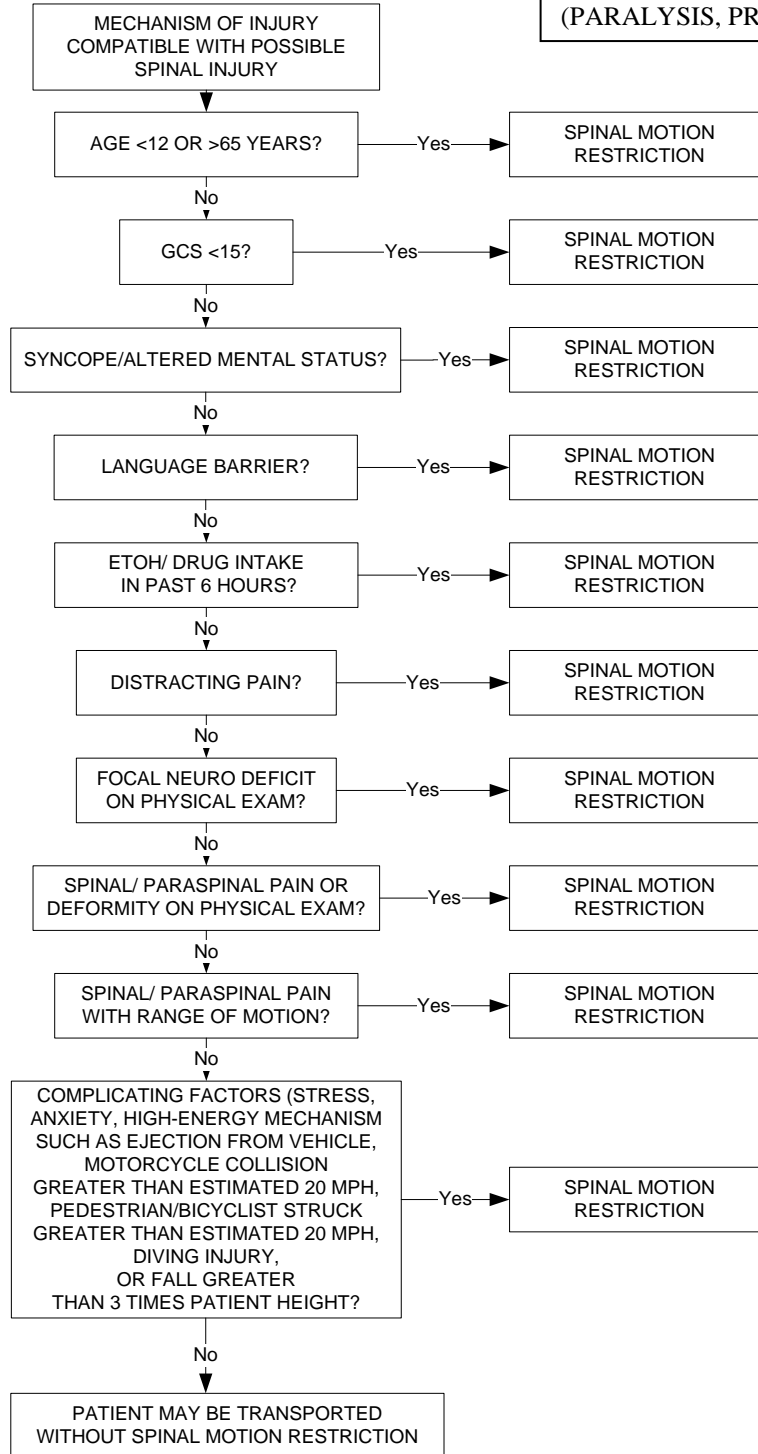 (PARALYSIS, PR
MECHANISM OF INJURY
COMPATIBLE WITH POSSIBLE
SPINAL INJURY
AGE <12 OR >65 YEARS?
Yes
SPINAL MOTION
RESTRICTION
No
GCS <15?
Yes
SPINAL MOTION
RESTRICTION
No
SYNCOPE/ALTERED MENTAL STATUS?
Yes
SPINAL MOTION
RESTRICTION
No
LANGUAGE BARRIER?
Yes
SPINAL MOTION
RESTRICTION
No
ETOH/ DRUG INTAKE
IN PAST 6 HOURS?
Yes
SPINAL MOTION
RESTRICTION
No
DISTRACTING PAIN?
Yes
SPINAL MOTION
RESTRICTION
No
FOCAL NEURO DEFICIT
ON PHYSICAL EXAM?
Yes
SPINAL MOTION
RESTRICTION
No
SPINAL/ PARASPINAL PAIN OR
DEFORMITY ON PHYSICAL EXAM?
Yes
SPINAL MOTION
RESTRICTION
No
SPINAL/ PARASPINAL PAIN
WITH RANGE OF MOTION?
Yes
SPINAL MOTION
RESTRICTION
No
COMPLICATING FACTORS (STRESS,
ANXIETY, HIGH-ENERGY MECHANISM
SUCH AS EJECTION FROM VEHICLE,
MOTORCYCLE COLLISION
GREATER THAN ESTIMATED 20 MPH,
PEDESTRIAN/BICYCLIST STRUCK
GREATER THAN ESTIMATED 20 MPH,
DIVING INJURY,
OR FALL GREATER
THAN 3 TIMES PATIENT HEIGHT?
Yes
SPINAL MOTION
RESTRICTION
No
PATIENT MAY BE TRANSPORTED
WITHOUT SPINAL MOTION RESTRICTION